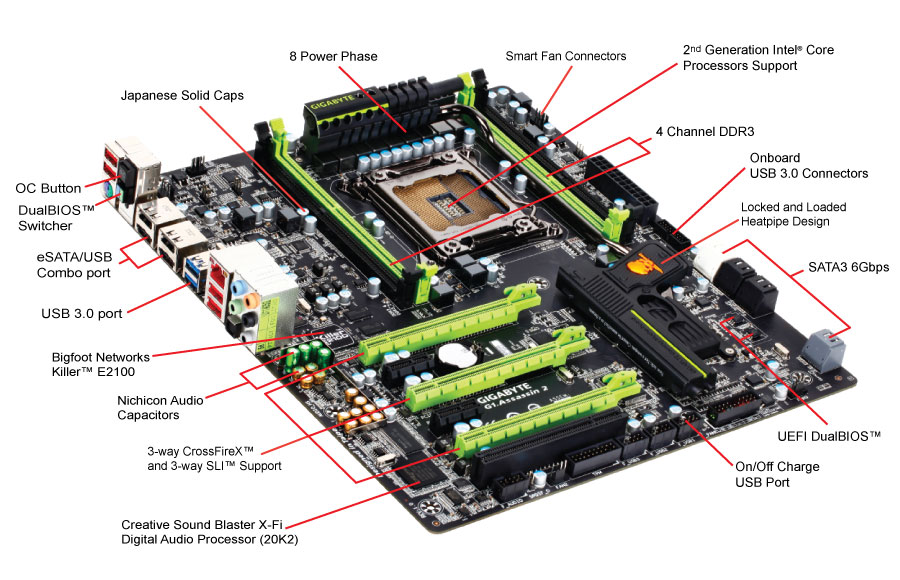 8 Power Phase
Smart Fan Connectors
2nd Generation Intel® Core
Processors Support
Japanese Solid Caps
4 Channel DDR3
Onboard
USB 3.0 Connectors
OC Button
DualBIOS™
Switcher
Locked and Loaded
Heatpipe Design
eSATA/USB
Combo port
SATA3 6Gbps
USB 3.0 port
Bigfoot Networks
Killer™ E2100
Nichicon Audio
Capacitors
3-way CrossFireX™
and 3-way SLI™ Support
UEFI DualBIOS™
On/Off Charge
USB Port
Creative Sound Blaster X-Fi
Digital Audio Processor (20K2)
GIGABYTE
GIGABYTE
G1.Assassin 2